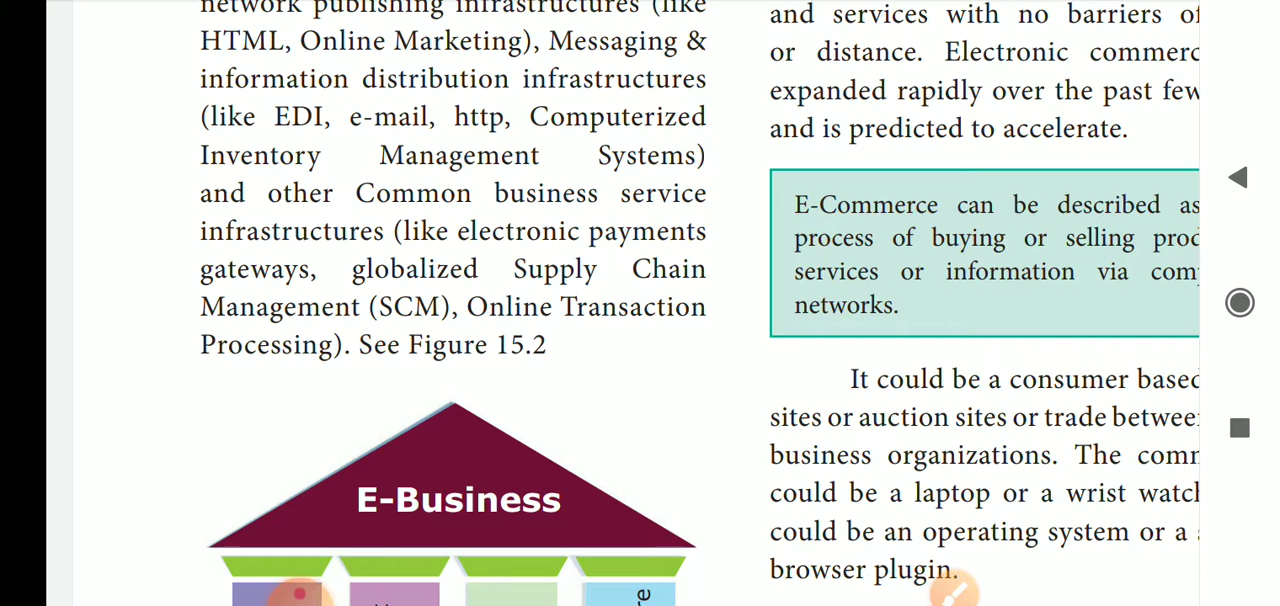 network publishing infrastructures (like
HTML, Online Marketing), Messaging &
information distribution infrastructures
(like EDI, e-mail, http, Computerized
Inventory Management Systems)
and other Common business service
infrastructures (like electronic payments
gateways, globalized Supply Chain
Management (SCM), Online Transaction
Processing). See Figure 15.2
E-Business
and services with no barriers of
or distance. Electronic commerc
expanded rapidly over the past few
and is predicted to accelerate.
E-Commerce can be described as
process of buying or selling prod
services or information via com
networks.
It could be a consumer based
sites or auction sites or trade between
business organizations. The comm
could be a laptop or a wrist watch
could be an operating system or a
browser plugin.